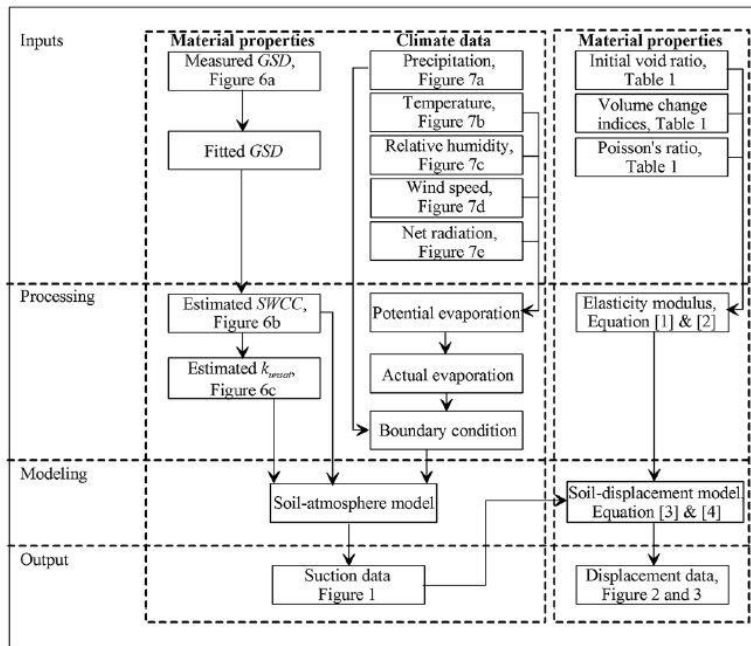 Inputs
Material properties
Measured GSD,
Figure 6a
Fitted GSD
Climate data
Precipitation,
Figure 7a
Temperature,
Figure 7b
Relative humidity,
Figure 7c
Wind speed,
Figure 7d
Net radiation,
Figure 7e
Material properties
Initial void ratio,
Table 1
Volume change
indices, Table 1
Poisson's ratio,
Table 1
Processing
Estimated SWCC,
Figure 6b
Estimated kunsat,
Figure 6c
Potential evaporation
Actual evaporation
Boundary condition
Elasticity modulus,
Equation [1] & [2]
Modeling
Soil-atmosphere model
Soil-displacement model,
Equation [3] & [4]
Output
Suction data
Figure 1
Displacement data,
Figure 2 and 3